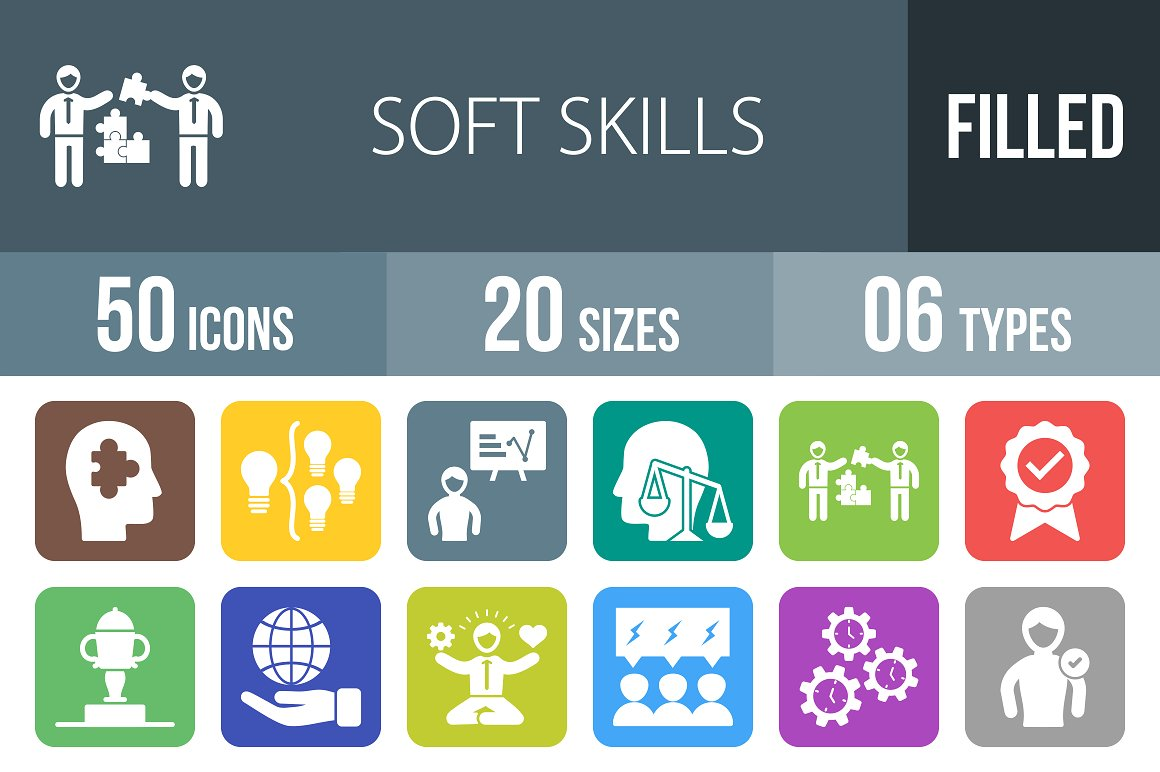 SOFT SKILLS
FILLED
50 ICONS
20 SIZES
06 TYPES